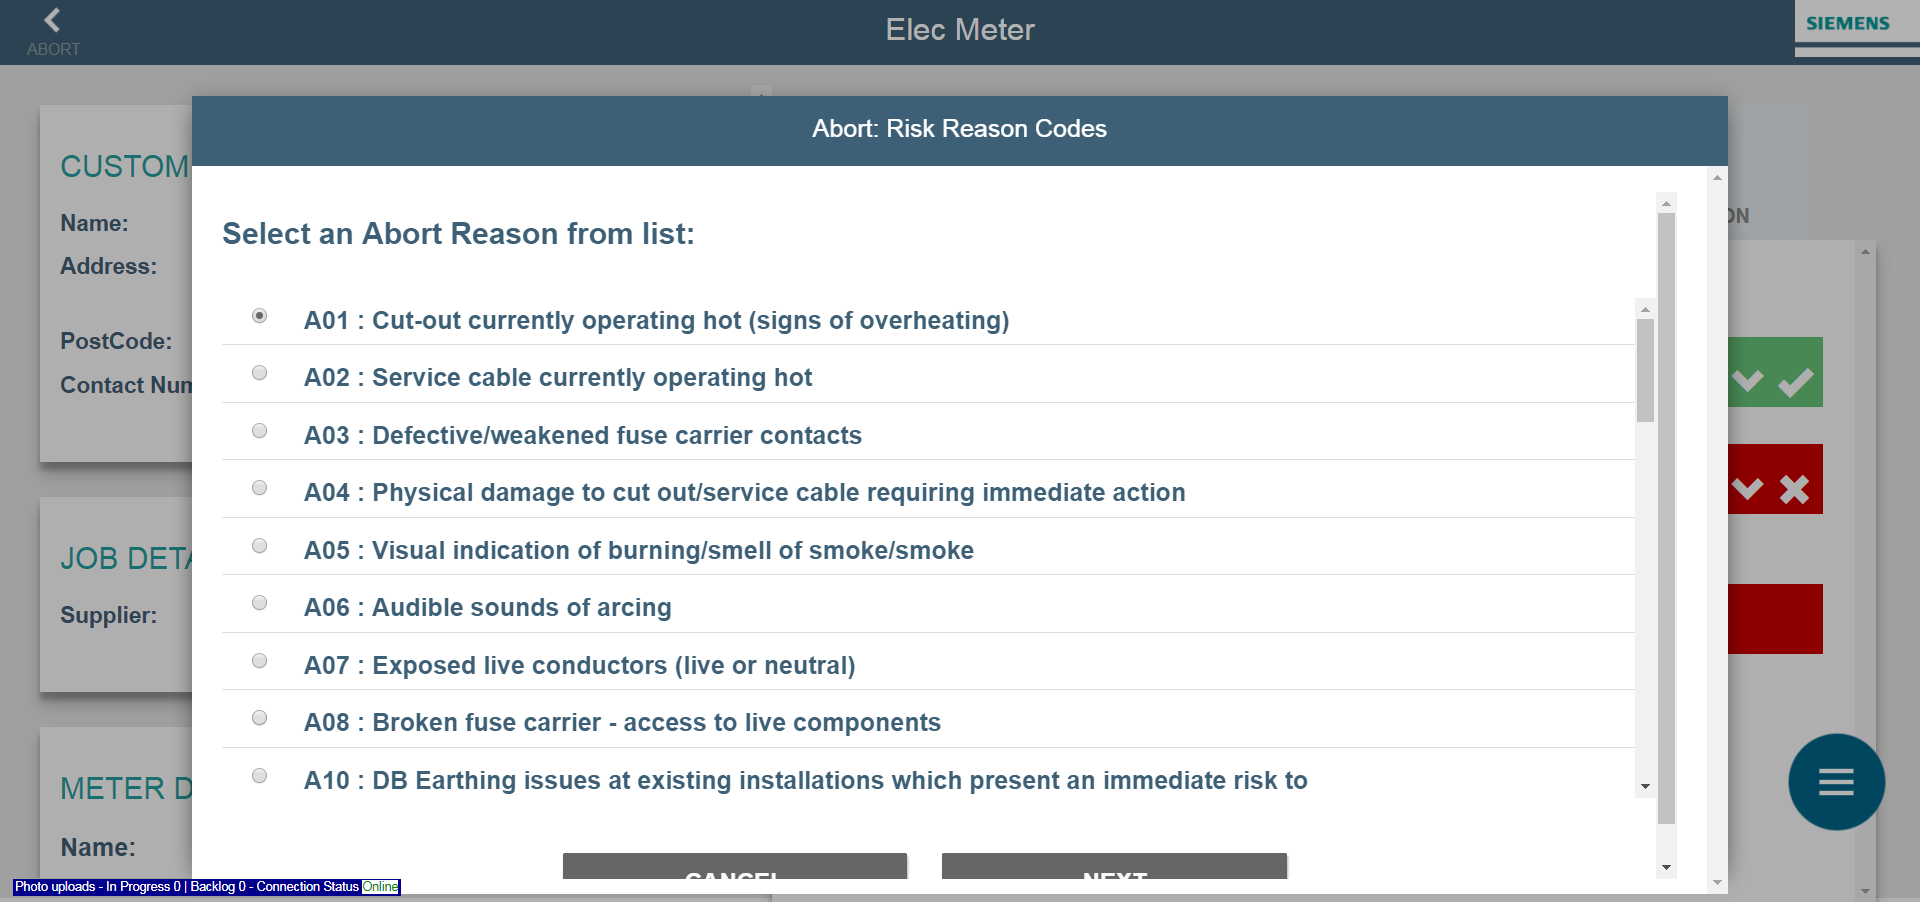 ABORT
Elec Meter
SIEMENS
Abort: Risk Reason Codes
CUSTOM
Name:
Address:
PostCode:
Contact Num
JOB DETA
Supplier:
METER D
Name:
ON
Select an Abort Reason from list:
A01 : Cut-out currently operating hot (signs of overheating)
A02 : Service cable currently operating hot
A03 : Defective/weakened fuse carrier contacts
A04 : Physical damage to cut out/service cable requiring immediate action
A05 : Visual indication of burning/smell of smoke/smoke
A06 : Audible sounds of arcing
A07 : Exposed live conductors (live or neutral)
A08 : Broken fuse carrier - access to live components
A10 : DB Earthing issues at existing installations which present an immediate risk to
CANCEL
NEXT
Photo uploads - In Progress 0 | Backlog 0 - Connection Status Online